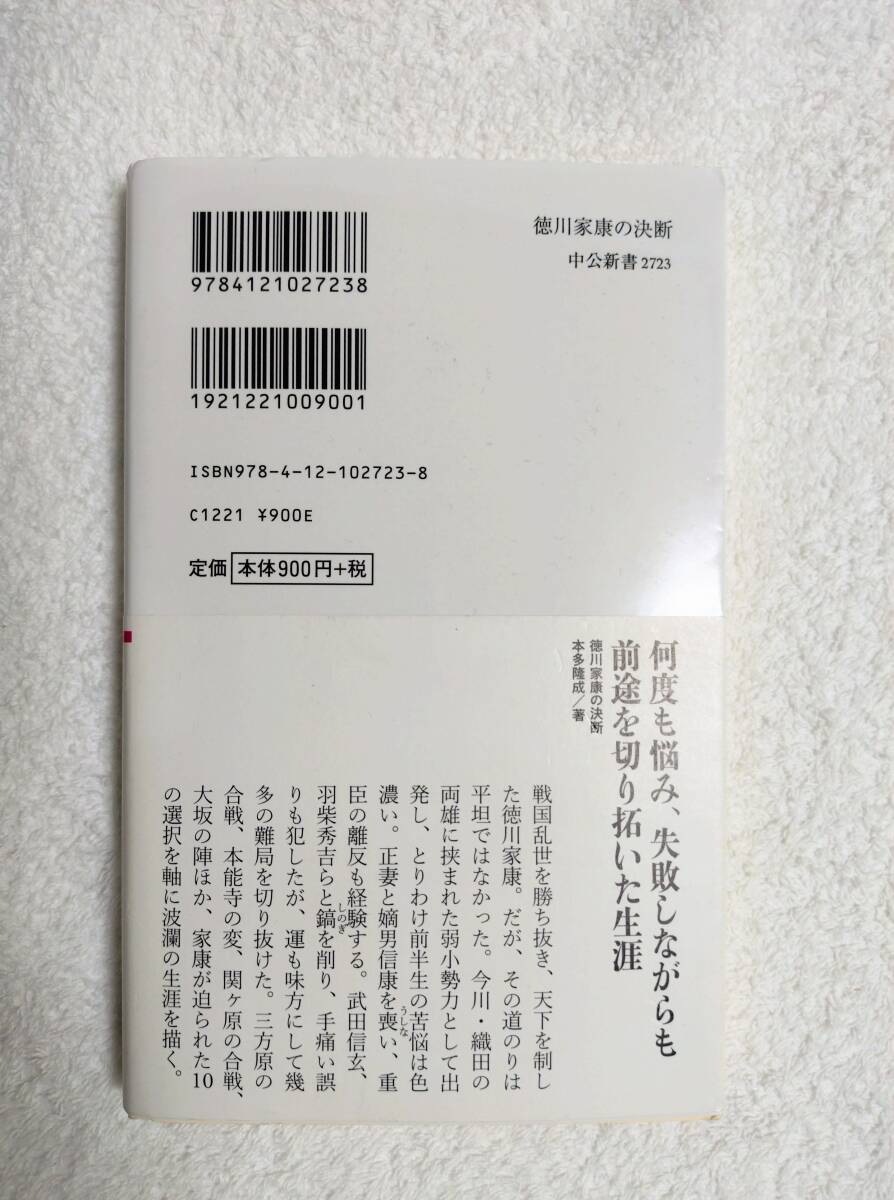 9784121027238
1921221009001
ISBN978-4-12-102723-8
C1221 ¥900E
定価 本体900円+税
徳川家康の決断
中公新書 2723
何度も悩み、失敗しながらも
前途を切り拓いた生涯
徳川家康の決断
本多隆成/著
戦国乱世を勝ち抜き、天下を制し
た徳川家康。だが、その道のりは
平坦ではなかった。今川・織田の
両雄に挟まれた弱小勢力として出
発し、とりわけ前半生の苦悩は色
濃い。正妻と嫡男信康を喪い、重
うしな
臣の離反も経験する。武田信玄、
羽柴秀吉らと鎬を削り、手痛い誤
しのぎ
りも犯したが、運も味方にして幾
多の難局を切り抜けた。三方原の
合戦、本能寺の変、関ヶ原の合戦、
大坂の陣ほか、家康が迫られた10
の選択を軸に波瀾の生涯を描く。